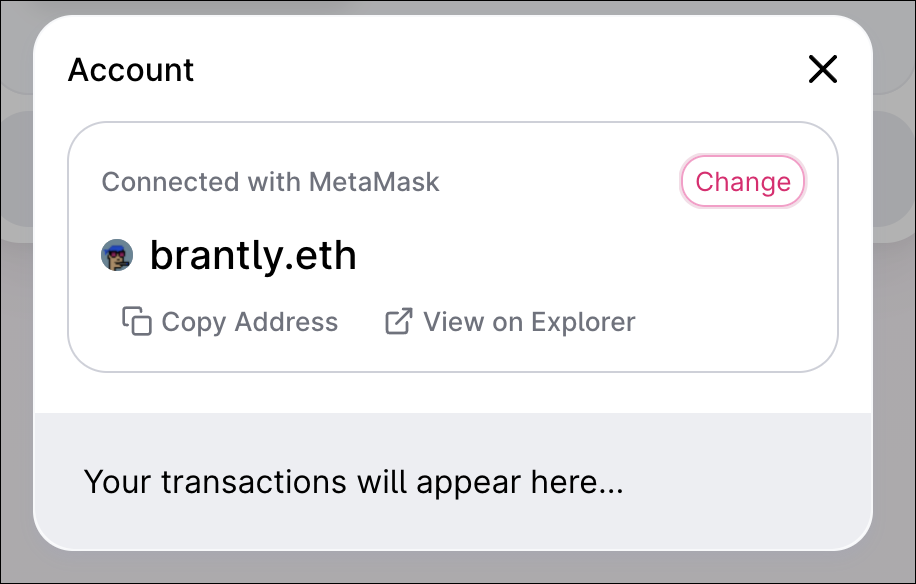 Account
Connected with MetaMask
Change
brantly.eth
Copy Address
View on Explorer
Your transactions will appear here...